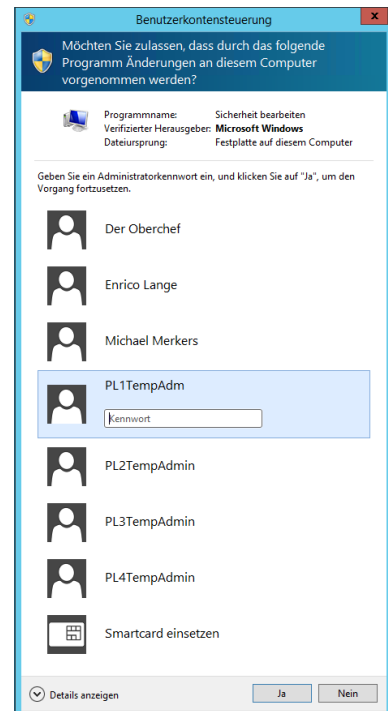 Benutzerkontensteuerung
x
Möchten Sie zulassen, dass durch das folgende
Programm Änderungen an diesem Computer
vorgenommen werden?
Programmname: Sicherheit bearbeiten
Verifizierter Herausgeber: Microsoft Windows
Dateiursprung: Festplatte auf diesem Computer
Geben Sie ein Administratorkennwort ein, und klicken Sie auf "Ja", um den
Vorgang fortzusetzen.
Der Oberchef
Enrico Lange
Michael Merkers
PL1TempAdm
Kennwort
PL2TempAdmin
PL3TempAdmin
PL4TempAdmin
Smartcard einsetzen
Details anzeigen Ja Nein